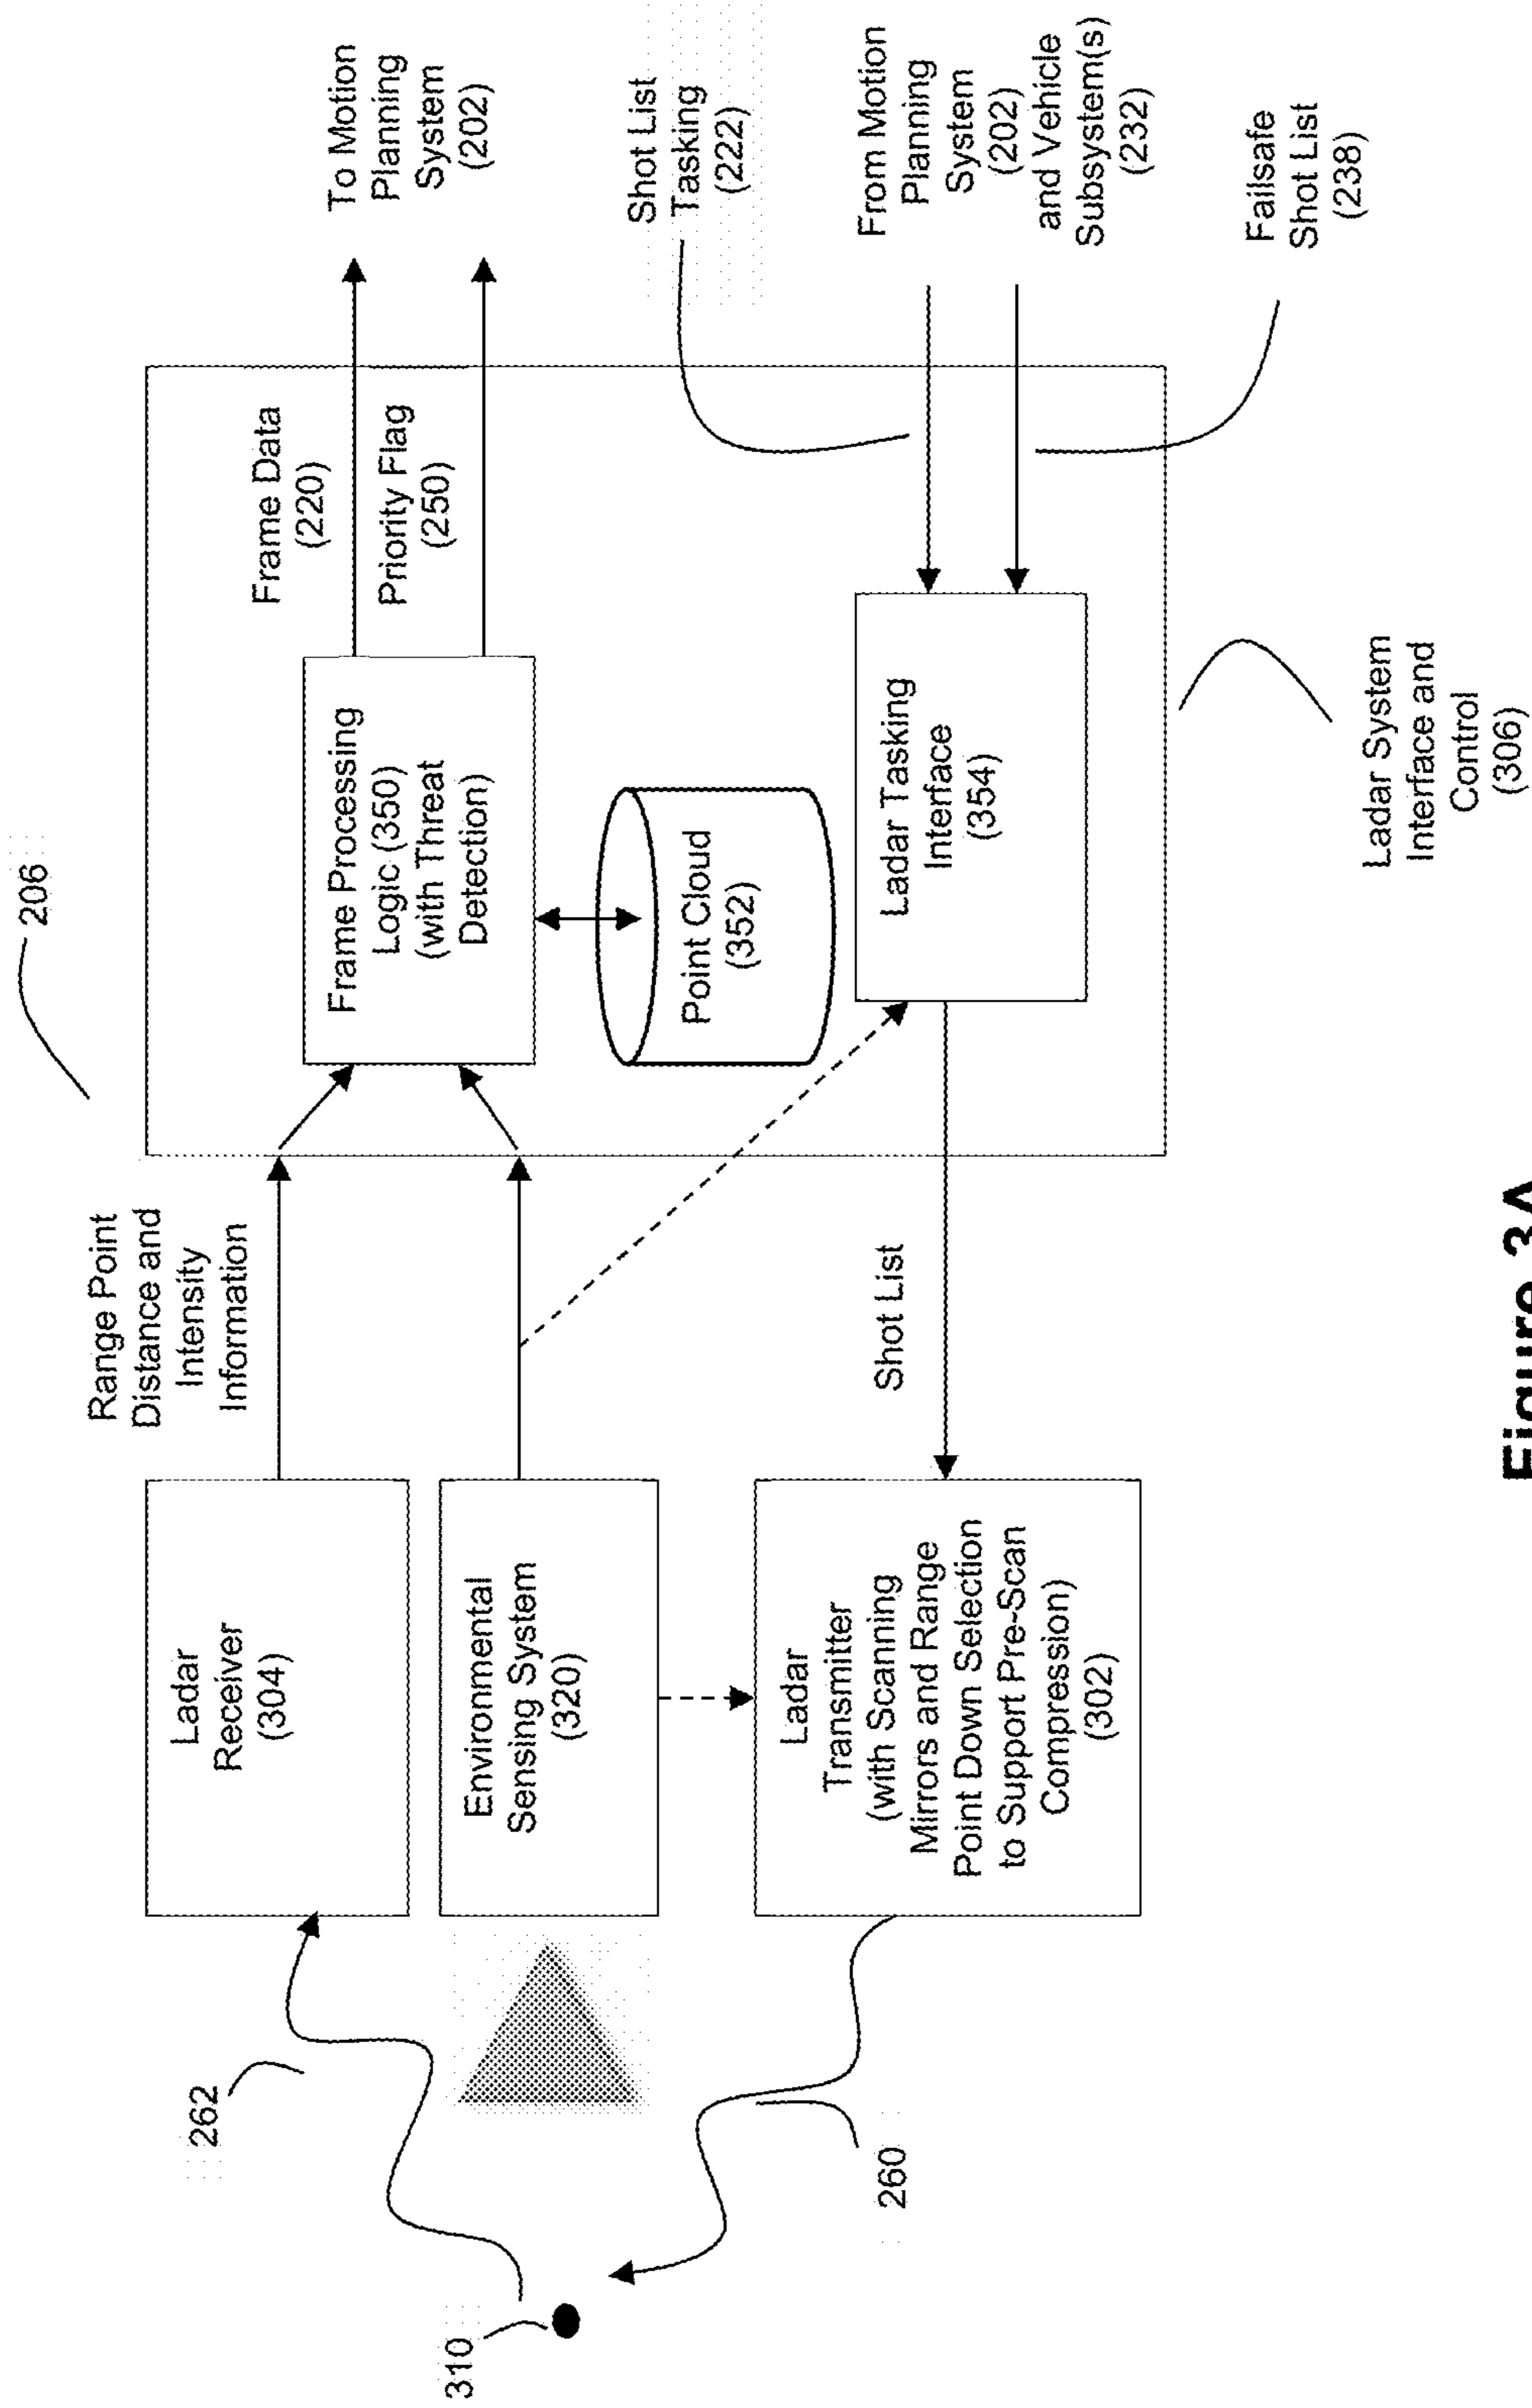 206
Range Point
Distance and
Intensity
Information
Frame Data
(220)
Priority Flag
(250)
To Motion
Planning
System
(202)
Ladar
Receiver
(304)
Frame Processing
Logic (350)
(with Threat
Detection)
262
Environmental
Sensing System
(320)
Point Cloud
(352)
Shot List
Tasking
(222)
310
Ladar
Transmitter
(with Scanning
Mirrors and Range
Point Down Selection
to Support Pre-Scan
Compression)
(302)
Shot List
Ladar Tasking
Interface
(354)
From Motion
Planning
System
(202)
and Vehicle
Subsystem(s)
(232)
260
Failsafe
Shot List
(238)
Ladar System
Interface and
Control
(306)
Figure 3A